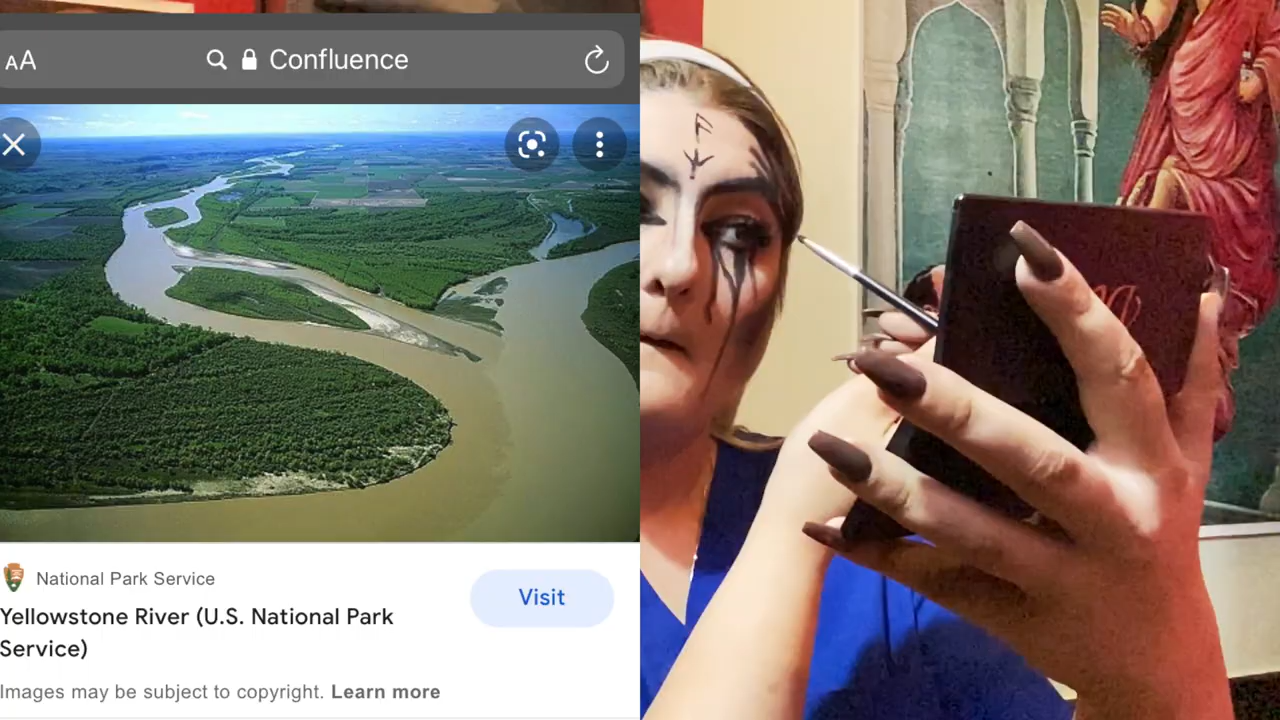 AA
Confluence
National Park Service
Visit
Yellowstone River (U.S. National Park
Service)
Images may be subject to copyright. Learn more